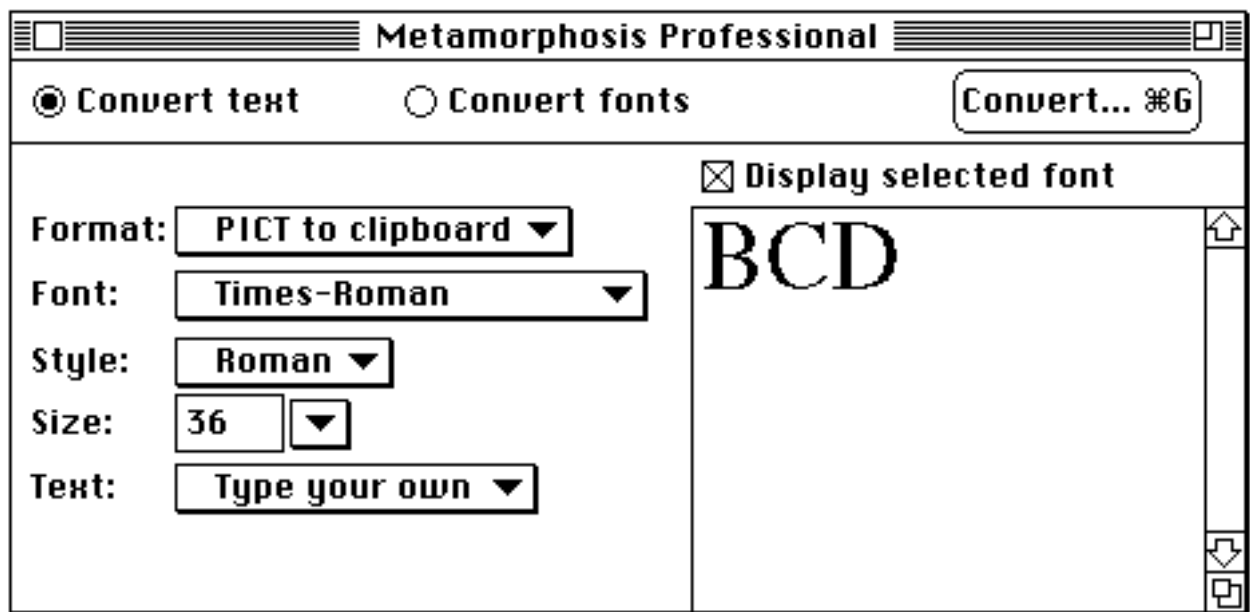 Metamorphosis Professional
Convert text Convert fonts Convert... ⌘G
Display selected font
Format: PICT to clipboard
BCD
Font: Times-Roman
Style: Roman
Size: 36
Text: Type your own